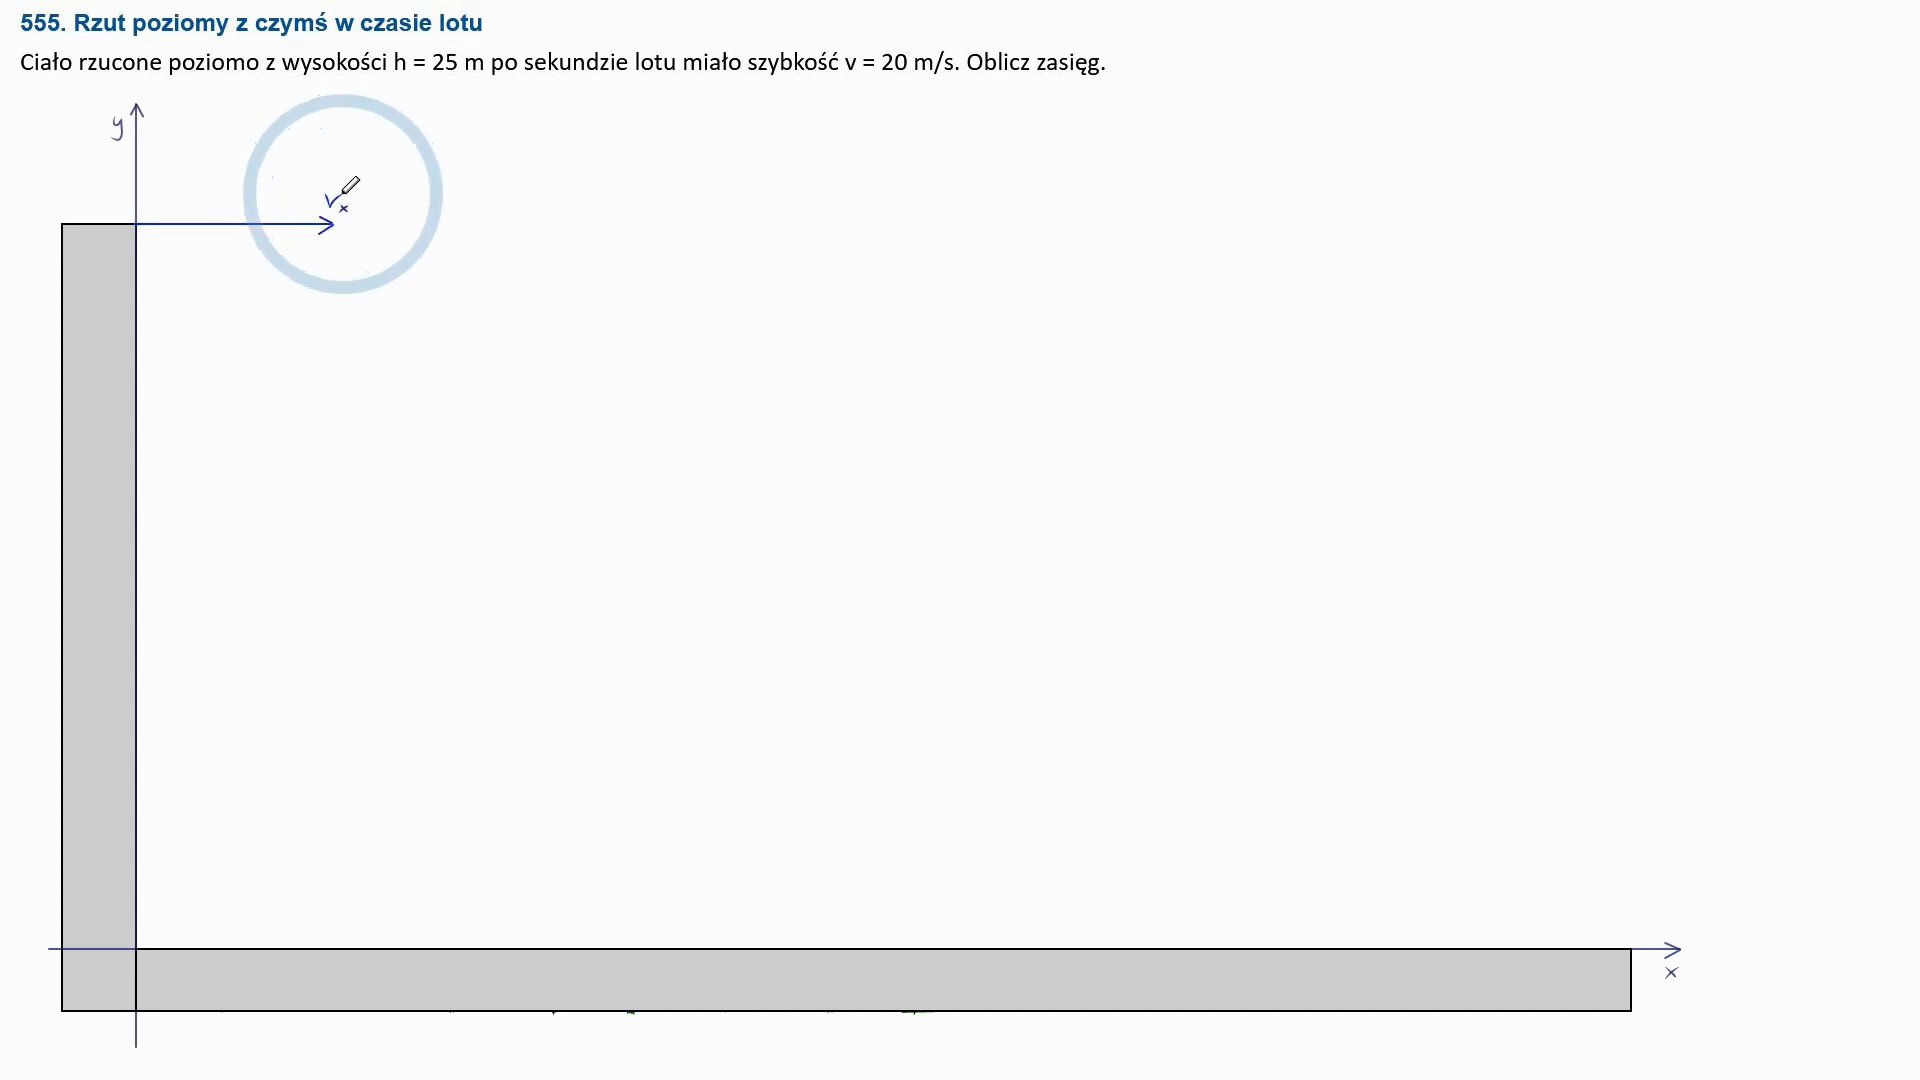 555. Rzut poziomy z czymś w czasie lotu
Ciało rzucone poziomo z wysokości h = 25 m po sekundzie lotu miało szybkość v = 20 m/s. Oblicz zasięg.
y
vx
x